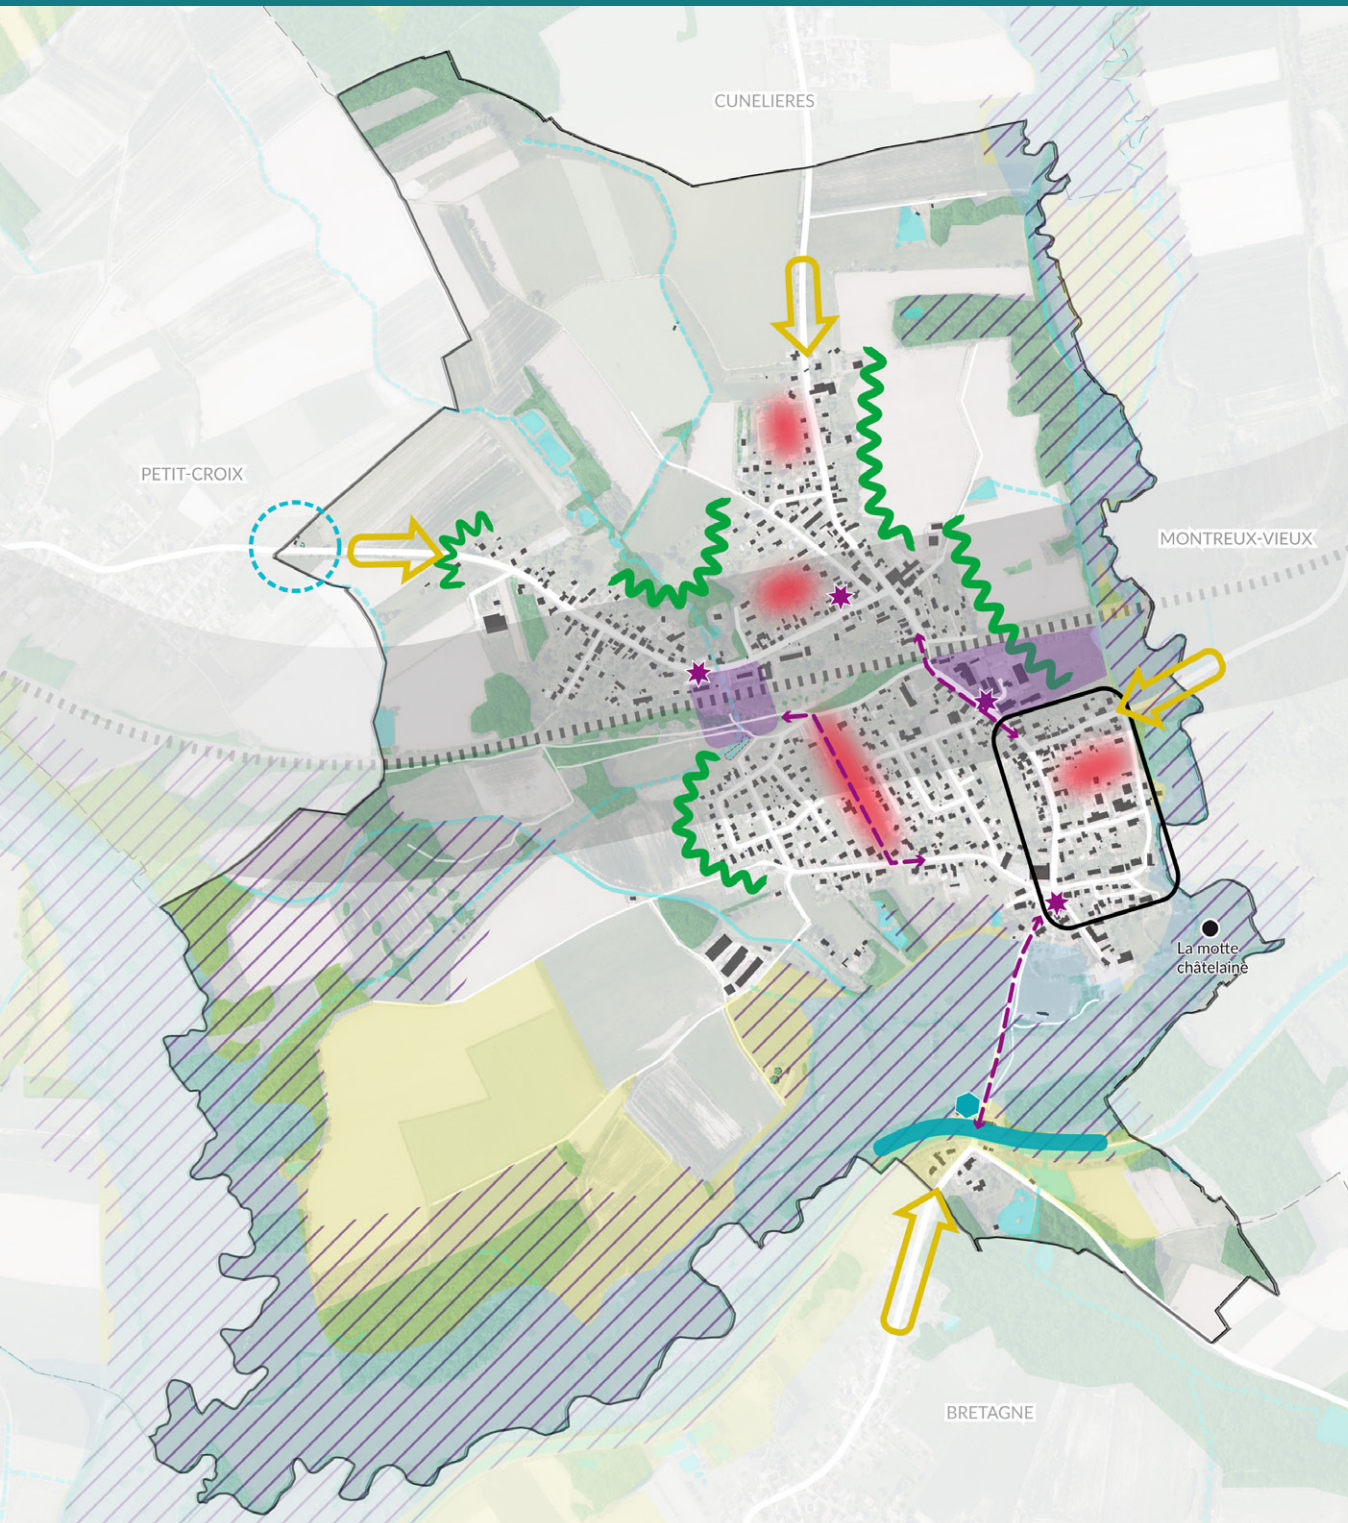 CUNELIERES
PETIT-CROIX
MONTREUX-VIEUX
La motte
châtelaine
BRETAGNE